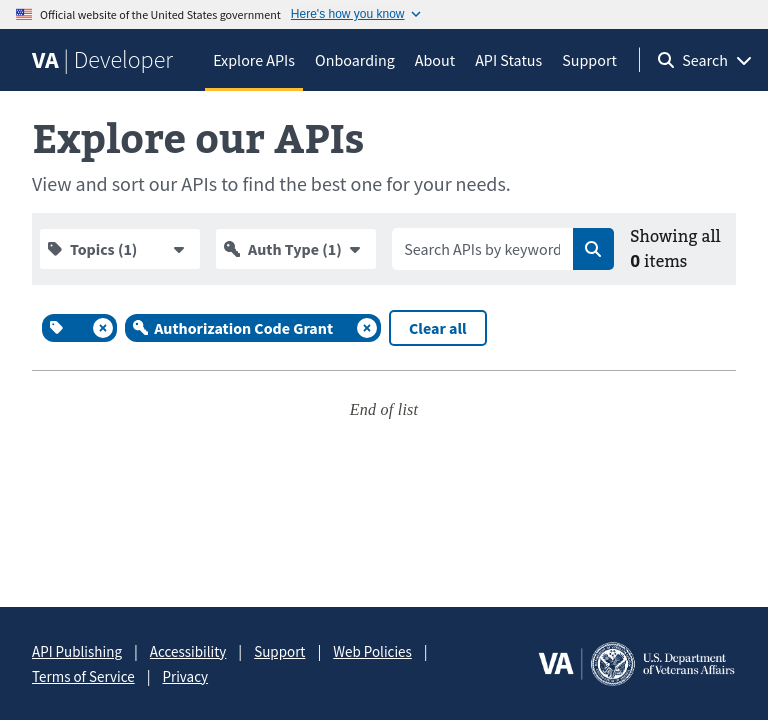 Official website of the United States government Here's how you know
VA | Developer Explore APIs Onboarding About API Status Support Search
Explore our APIs
View and sort our APIs to find the best one for your needs.
Topics (1) Auth Type (1) Search APIs by keyword
Showing all
0 items
Authorization Code Grant Clear all
End of list
API Publishing | Accessibility | Support | Web Policies |
Terms of Service | Privacy
VA U.S. Department
of Veterans Affairs